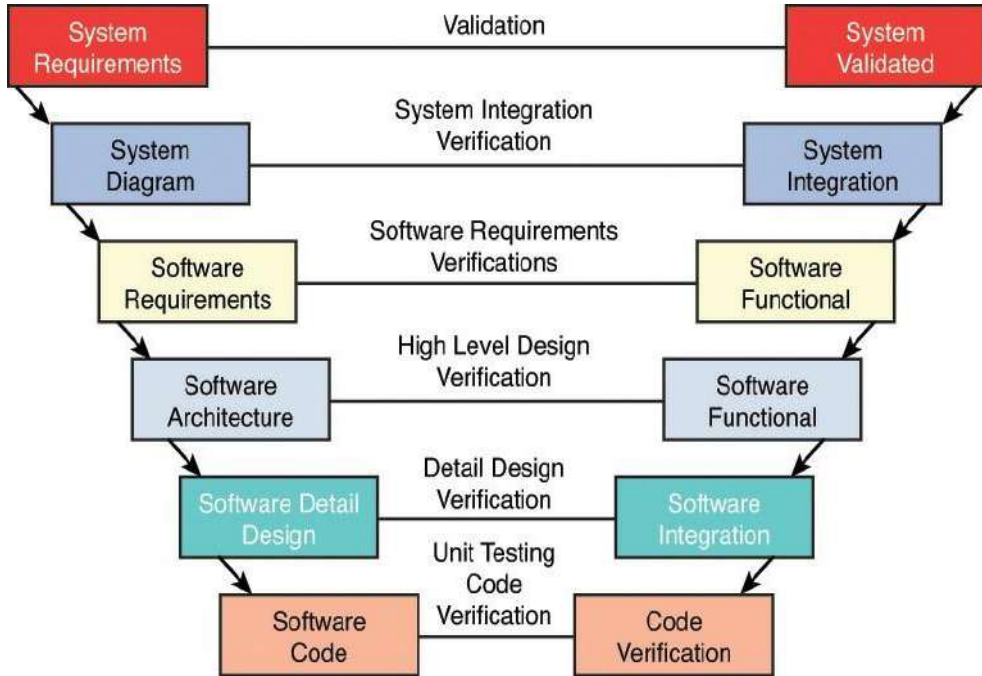 System
Requirements
Validation
System
Validated
System
Diagram
System Integration
Verification
System
Integration
Software
Requirements
Software Requirements
Verifications
Software
Functional
Software
Architecture
High Level Design
Verification
Software
Functional
Software Detail
Design
Detail Design
Verification
Software
Integration
Software
Code
Unit Testing
Code
Verification
Code
Verification